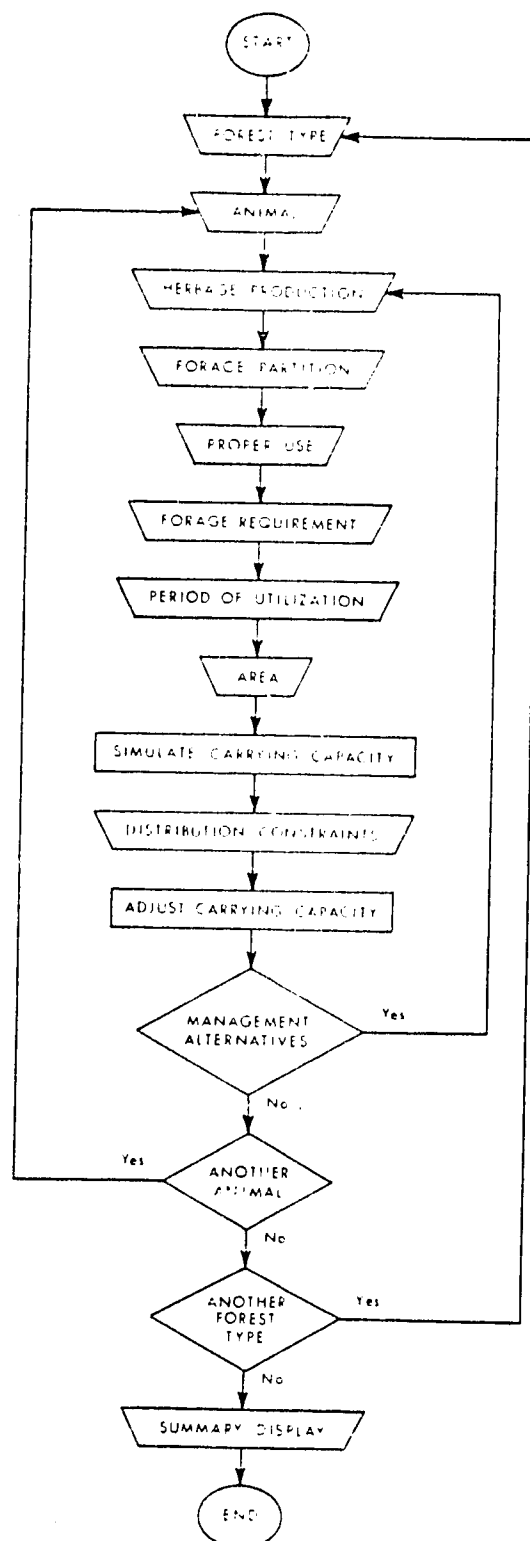 START
FOREST TYPE
ANIMAL
HERBAGE PRODUCTION
FORAGE PARTITION
PROPER USE
FORAGE REQUIREMENT
PERIOD OF UTILIZATION
AREA
SIMULATE CARRYING CAPACITY
DISTRIBUTION CONSTRAINTS
ADJUST CARRYING CAPACITY
MANAGEMENT
ALTERNATIVES
Yes
No
Yes
ANOTHER
ANIMAL
No
ANOTHER
FOREST
TYPE
Yes
No
SUMMARY DISPLAY
END